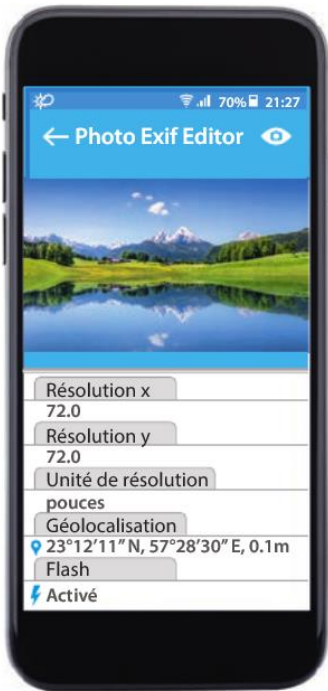 70% 21:27
← Photo Exif Editor
Résolution x
72.0
Résolution y
72.0
Unité de résolution
pouces
Géolocalisation
23°12’11’’ N, 57°28’30’’ E, 0.1m
Flash
Activé